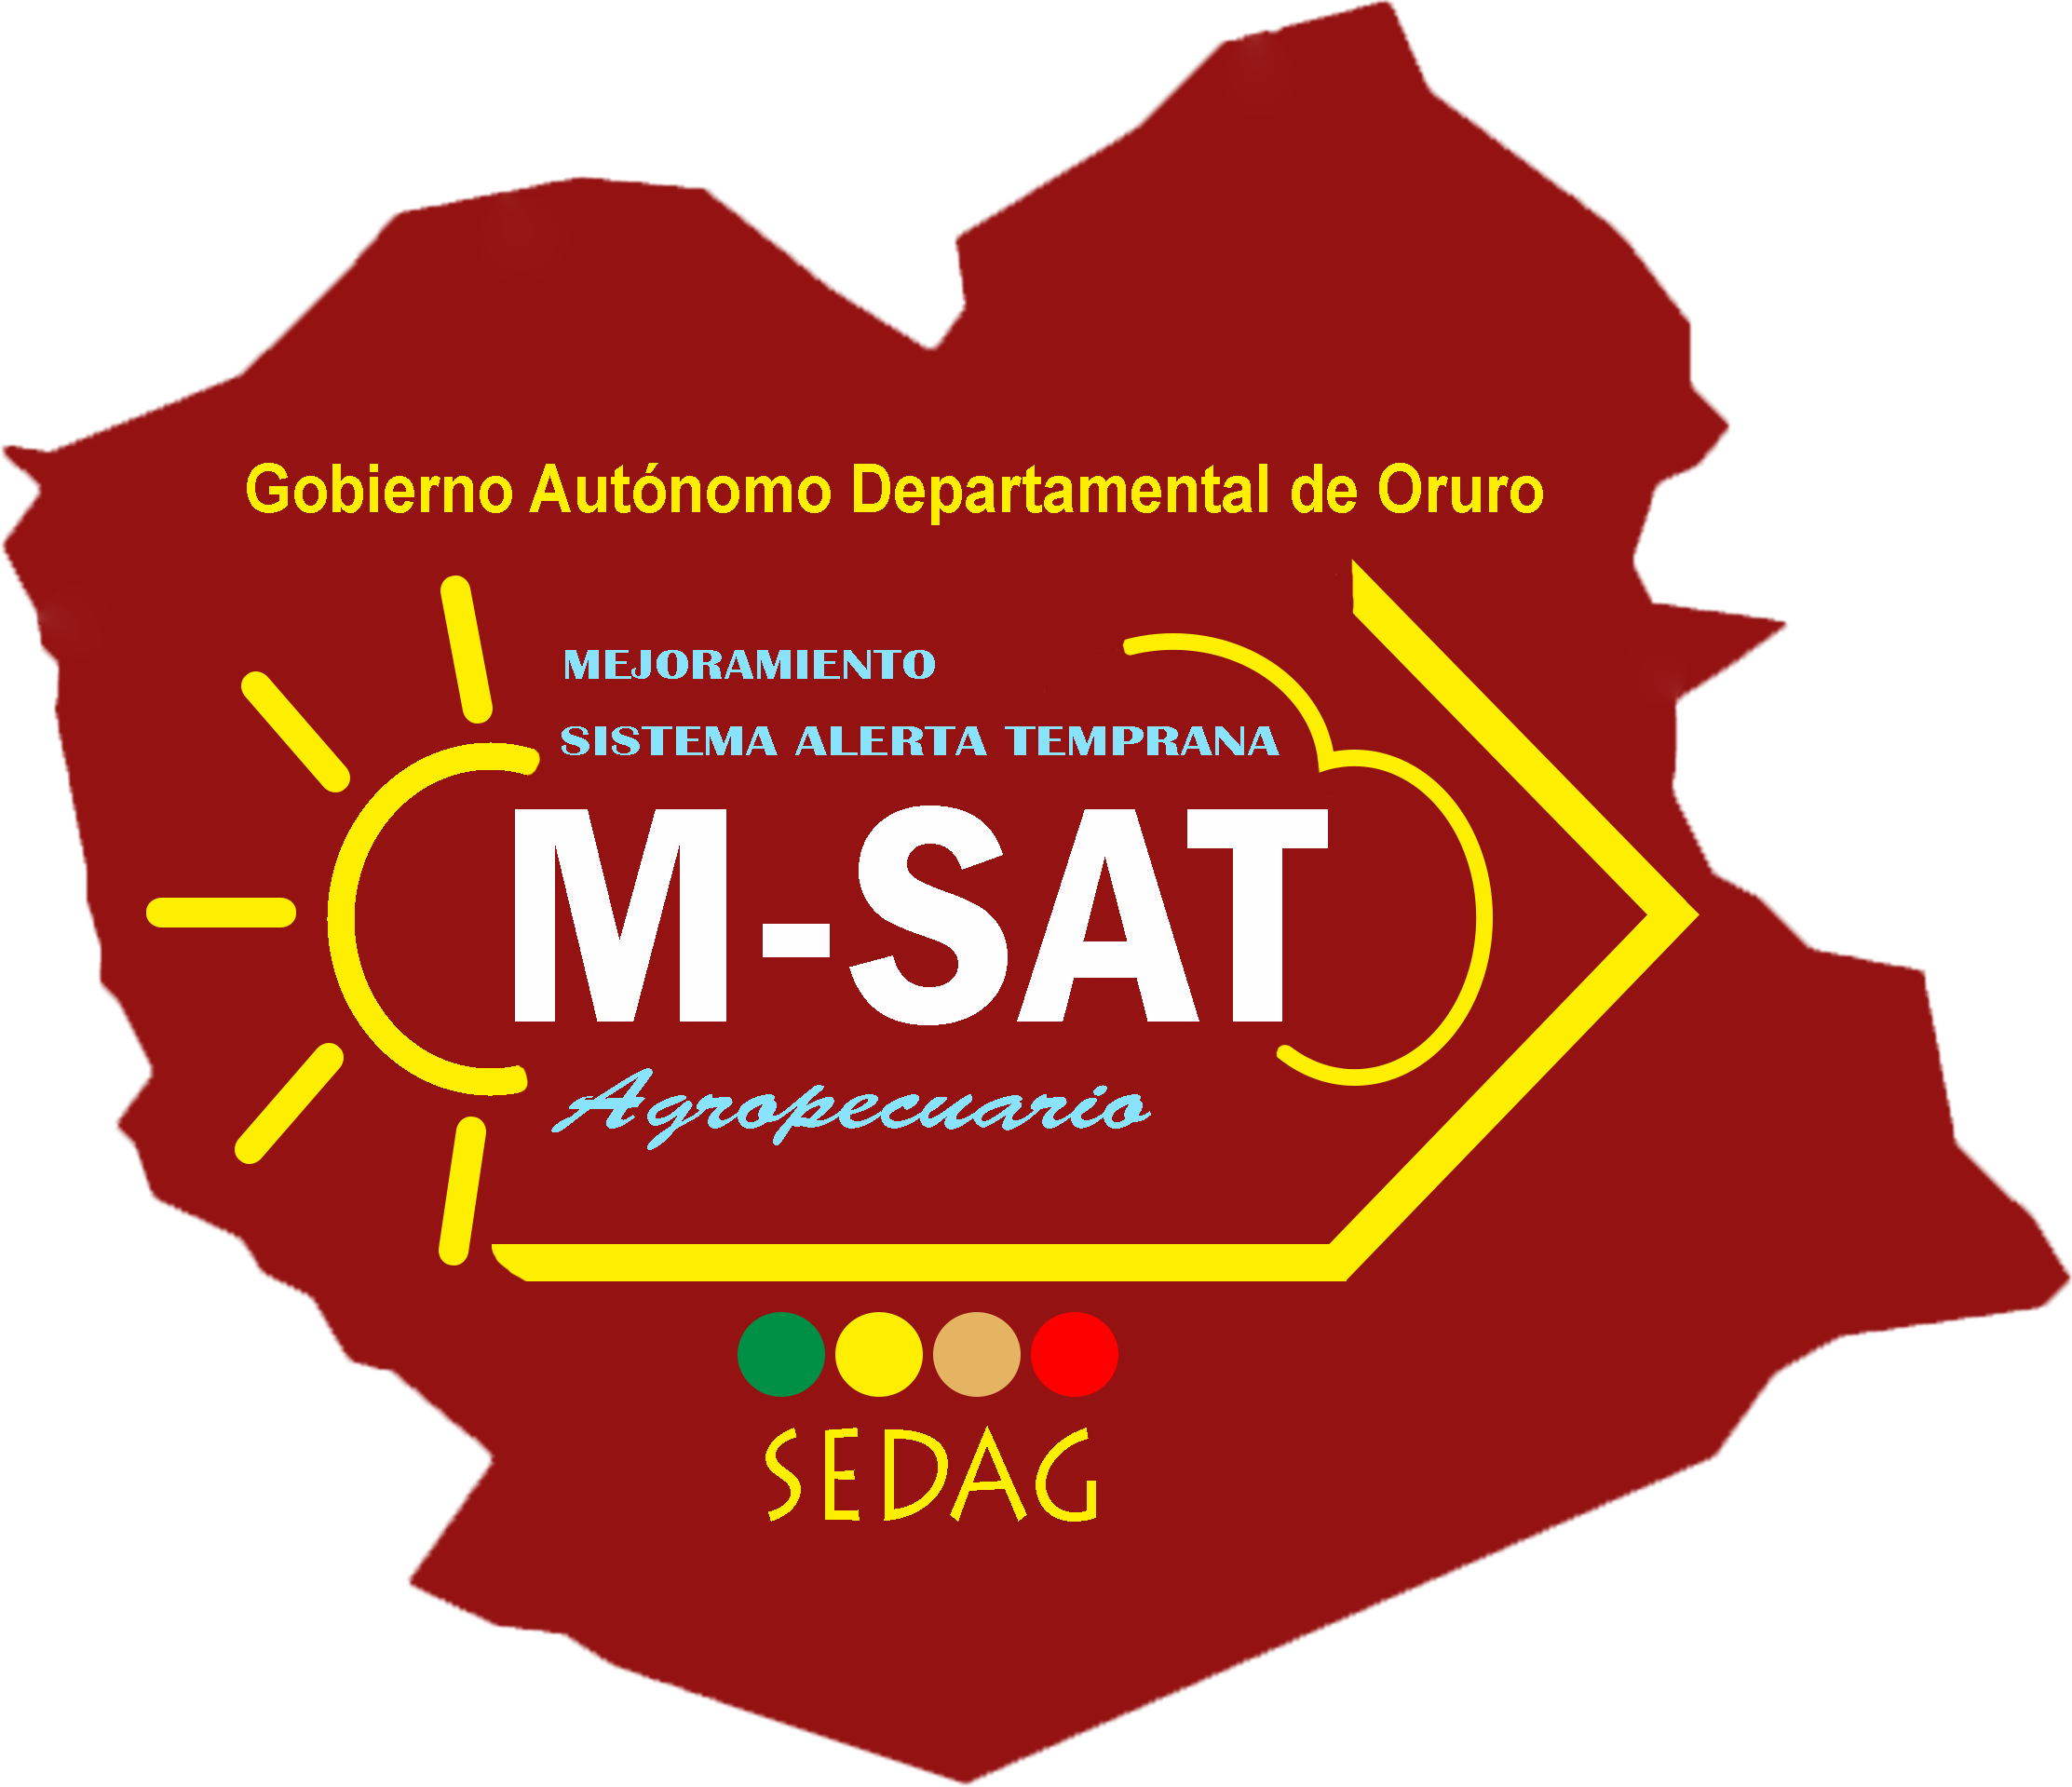 Gobierno Autónomo Departamental de Oruro
MEJORAMIENTO
SISTEMA ALERTA TEMPRANA
M-SAT
Agropecuario
SEDAG